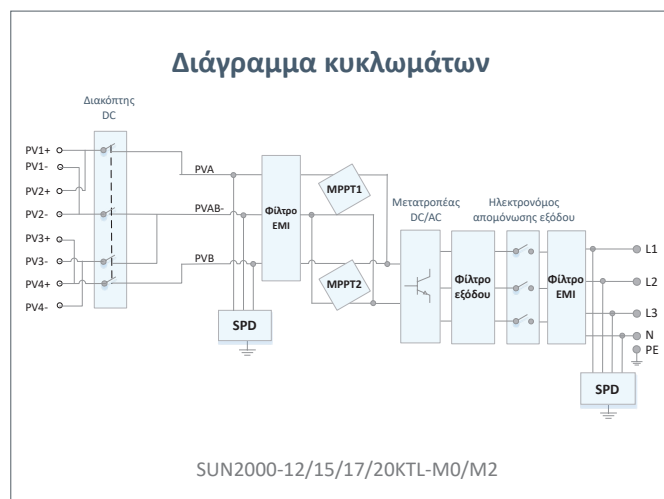 Διάγραμμα κυκλωμάτων
Διακόπτης
DC
PV1+
PV1-
PV2+
PV2-
PV3+
PV3-
PV4+
PV4-
PVA
PVAB-
PVB
Φίλτρο
EMI
MPPT1
MPPT2
SPD
Μετατροπέας
DC/AC
Φίλτρο
εξόδου
Ηλεκτρονόμος
απομόνωσης εξόδου
Φίλτρο
EMI
L1
L2
L3
N
PE
SPD
SUN2000-12/15/17/20KTL-M0/M2